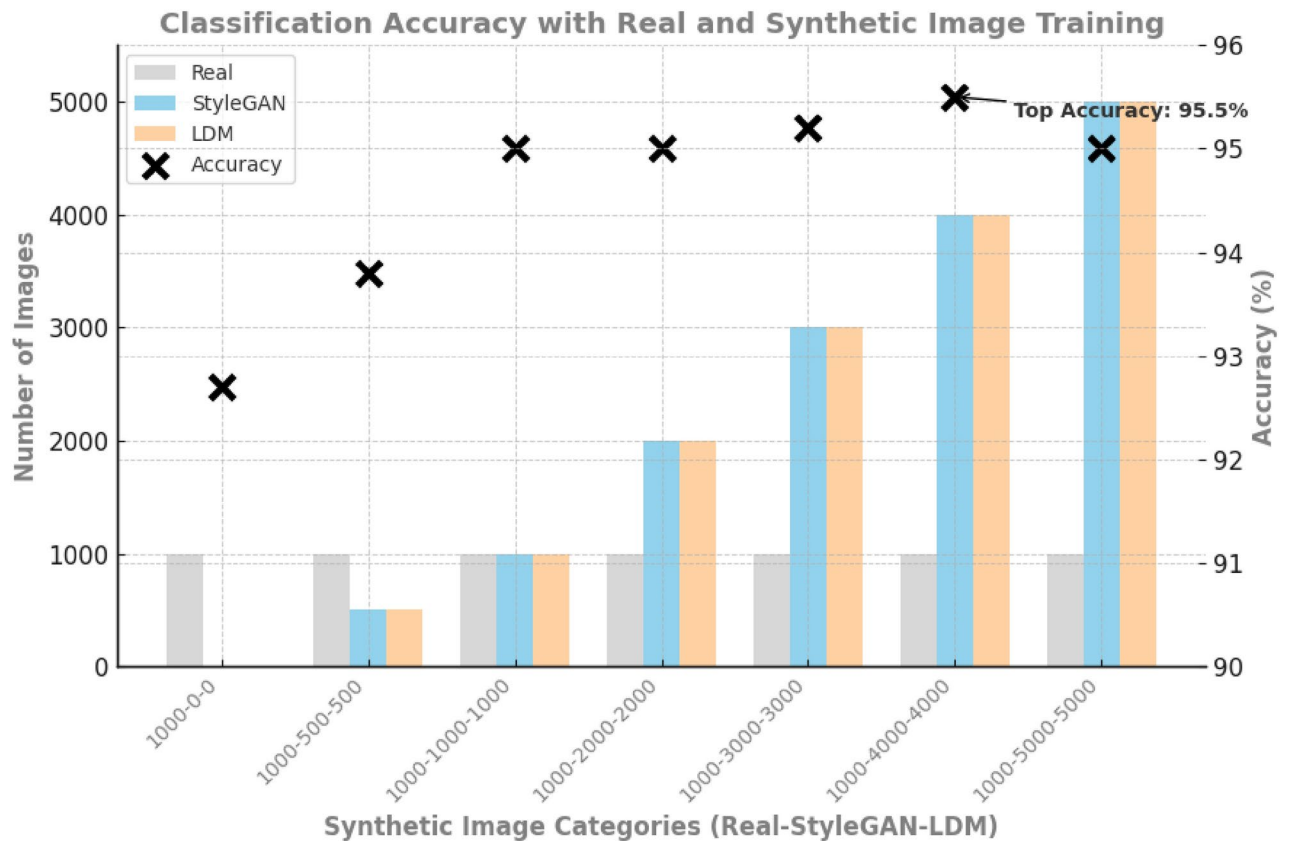 Classification Accuracy with Real and Synthetic Image Training
Real
StyleGAN
LDM
Accuracy
Top Accuracy: 95.5%
Number of Images
5000
4000
3000
2000
1000
0
96
95
94
93
92
91
90
Accuracy (%)
1000-0-0
1000-500-500
1000-1000-1000
1000-2000-2000
1000-3000-3000
1000-4000-4000
1000-5000-5000
Synthetic Image Categories (Real-StyleGAN-LDM)